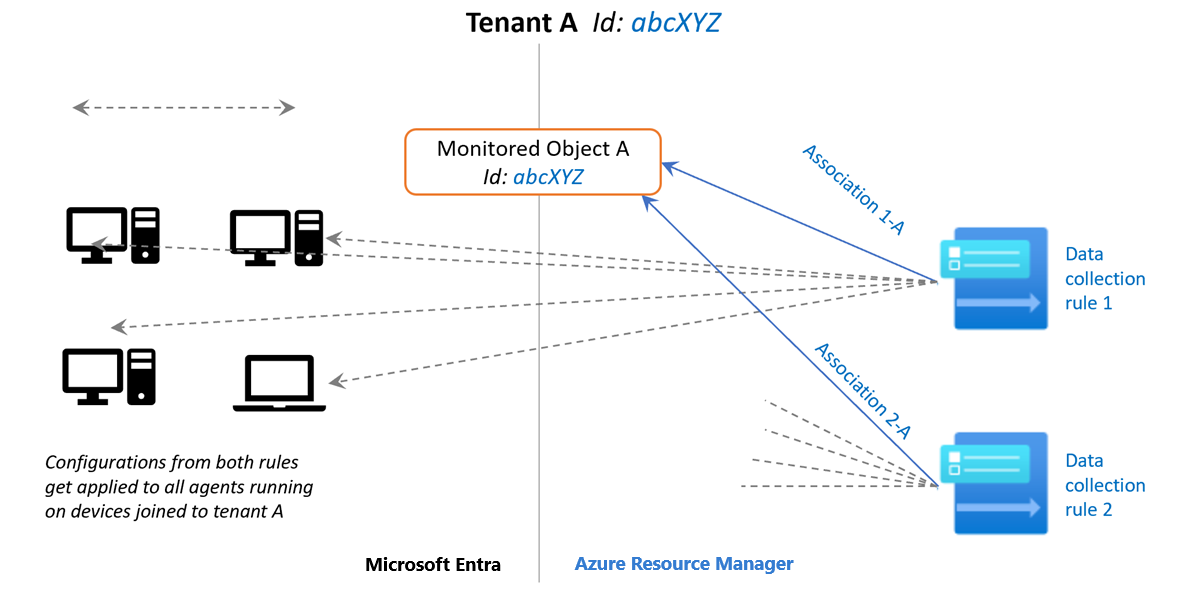 Tenant A Id: abcXYZ
Monitored Object A
Id: abcXYZ
Association 1-A
Data
collection
rule 1
Association 2-A
Data
collection
rule 2
Configurations from both rules
get applied to all agents running
on devices joined to tenant A
Microsoft Entra
Azure Resource Manager